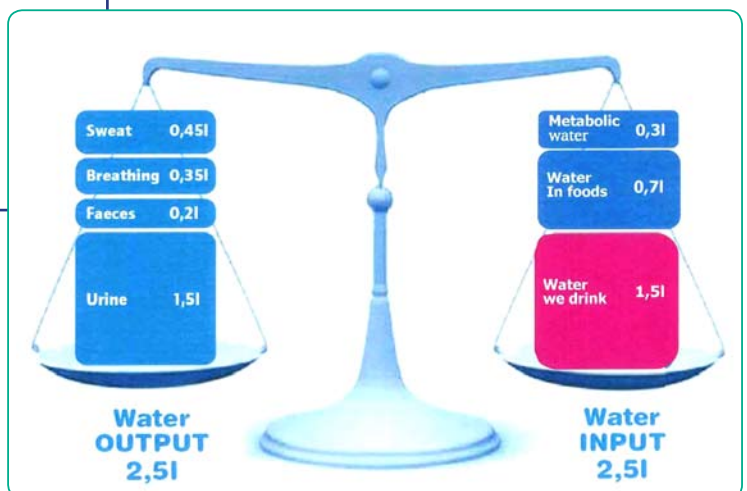 Sweat 0,45l
Breathing 0,35l
Faeces 0,2l
Urine 1,5l
Water
OUTPUT
2,5l
Metabolic
water 0,3l
Water
In foods 0,7l
Water
we drink 1,5l
Water
INPUT
2,5l